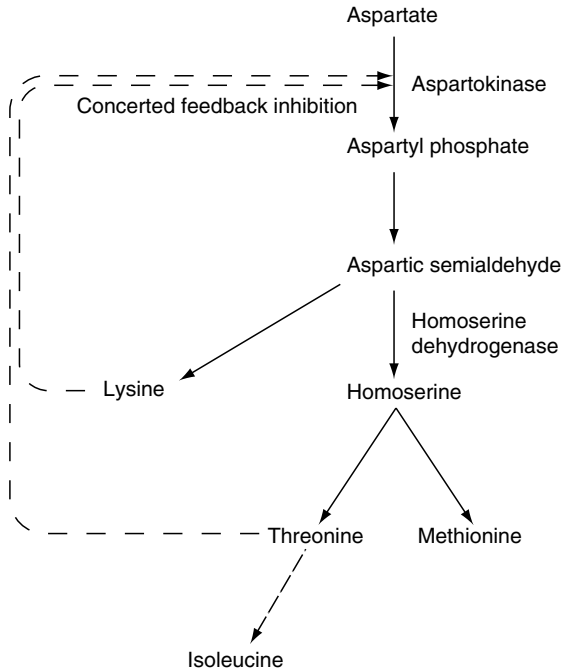 Aspartate
Aspartokinase
Concerted feedback inhibition
Aspartyl phosphate
Aspartic semialdehyde
Homoserine
dehydrogenase
Lysine
Homoserine
Threonine
Methionine
Isoleucine